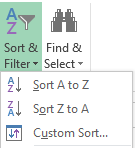 Sort & Find &
Filter Select
Sort A to Z
Sort Z to A
Custom Sort...